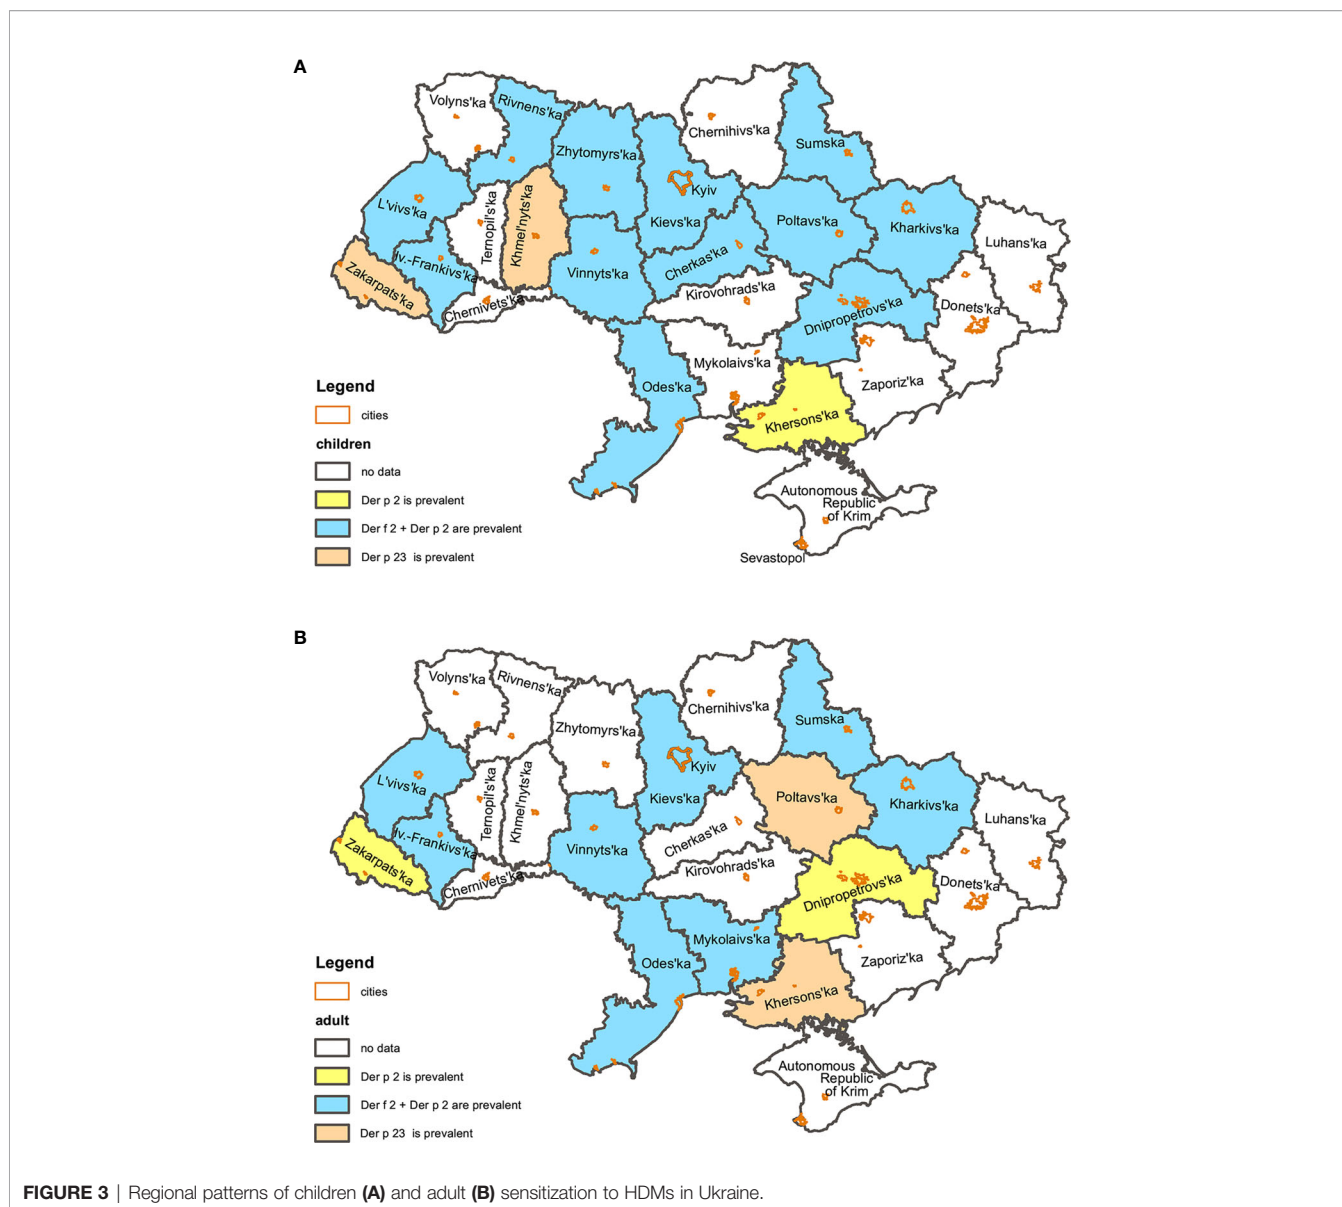 A
Volyns'ka
Rivnens'ka
Zhytomyrs'ka
Chernihivs'ka
Sumska
Kyiv
L'vivs'ka
Ternopil's'ka
Khmel'nyts'ka
Kievs'ka
Poltavs'ka
Kharkivs'ka
Luhans'ka
Iv.-Frankivs'ka
Zakarpats'ka
Vinnyts'ka
Cherkas'ka
Kirovohrads'ka
Chernivets'ka
Dnipropetrovs'ka
Donets'ka
Mykolaivs'ka
Odes'ka
Zaporiz'ka
Khersons'ka
Autonomous
Republic
of Krim
Sevastopol
Legend
cities
children
no data
Der p 2 is prevalent
Der f 2 + Der p 2 are prevalent
Der p 23 is prevalent
B
Volyns'ka
Rivnens'ka
Zhytomyrs'ka
Chernihivs'ka
Sumska
Kyiv
L'vivs'ka
Ternopil's'ka
Khmel'nyts'ka
Kievs'ka
Poltavs'ka
Kharkivs'ka
Luhans'ka
Iv.-Frankivs'ka
Zakarpats'ka
Vinnyts'ka
Cherkas'ka
Kirovohrads'ka
Chernivets'ka
Dnipropetrovs'ka
Donets'ka
Mykolaivs'ka
Odes'ka
Zaporiz'ka
Khersons'ka
Autonomous
Republic
of Krim
Legend
cities
adult
no data
Der p 2 is prevalent
Der f 2 + Der p 2 are prevalent
Der p 23 is prevalent
FIGURE 3 | Regional patterns of children (A) and adult (B) sensitization to HDMs in Ukraine.